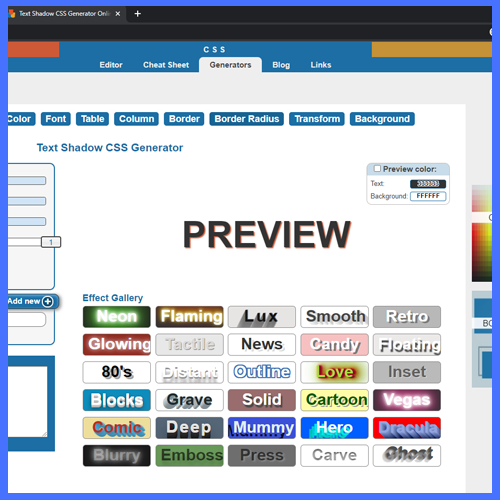 Text Shadow CSS Generator Onli
CSS
Editor Cheat Sheet Generators Blog Links
Color Font Table Column Border Border Radius Transform Background
Text Shadow CSS Generator
Preview color:
Text:
Background: FFFFFF
1
PREVIEW
Add new
Effect Gallery
Neon Flaming Lux Smooth Retro
Glowing Tactile News Candy Floating
80's Distant Outline Love Inset
Blocks Grave Solid Cartoon Vegas
Comic Deep Mummy Hero Dracula
Blurry Emboss Press Carve Ghost